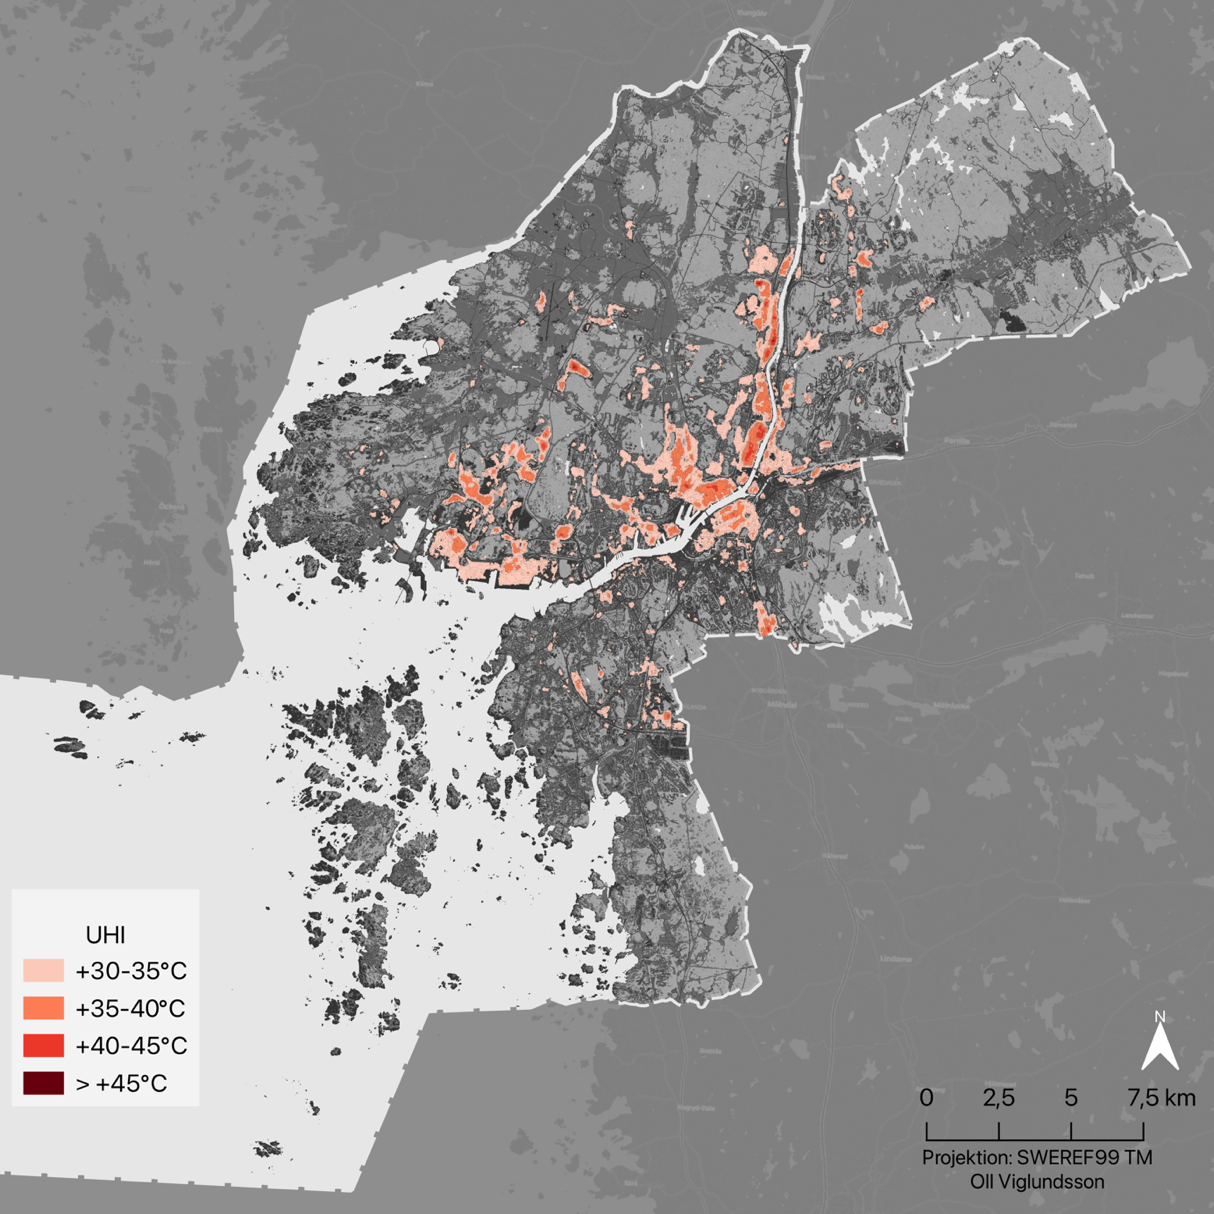 UHI
+30-35°C
+35-40°C
+40-45°C
> +45°C
N
0 2,5 5 7,5 km
Projektion: SWEREF99 TM
Oll Viglundsson